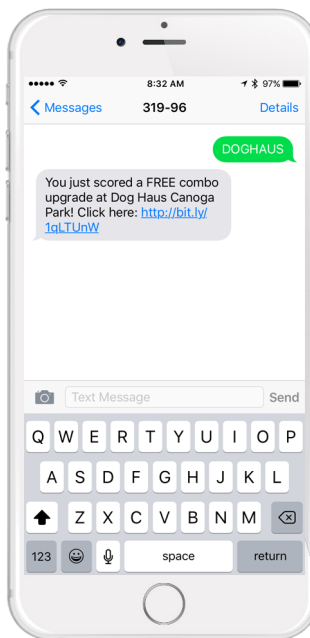 8:32 AM
97%
Messages
319-96
Details
DOGHAUS
You just scored a FREE combo
upgrade at Dog Haus Canoga
Park! Click here: http://bit.ly/
1qLTUnW
Text Message
Send
Q W E R T Y U I O P
A S D F G H J K L
Z X C V B N M
123
space
return